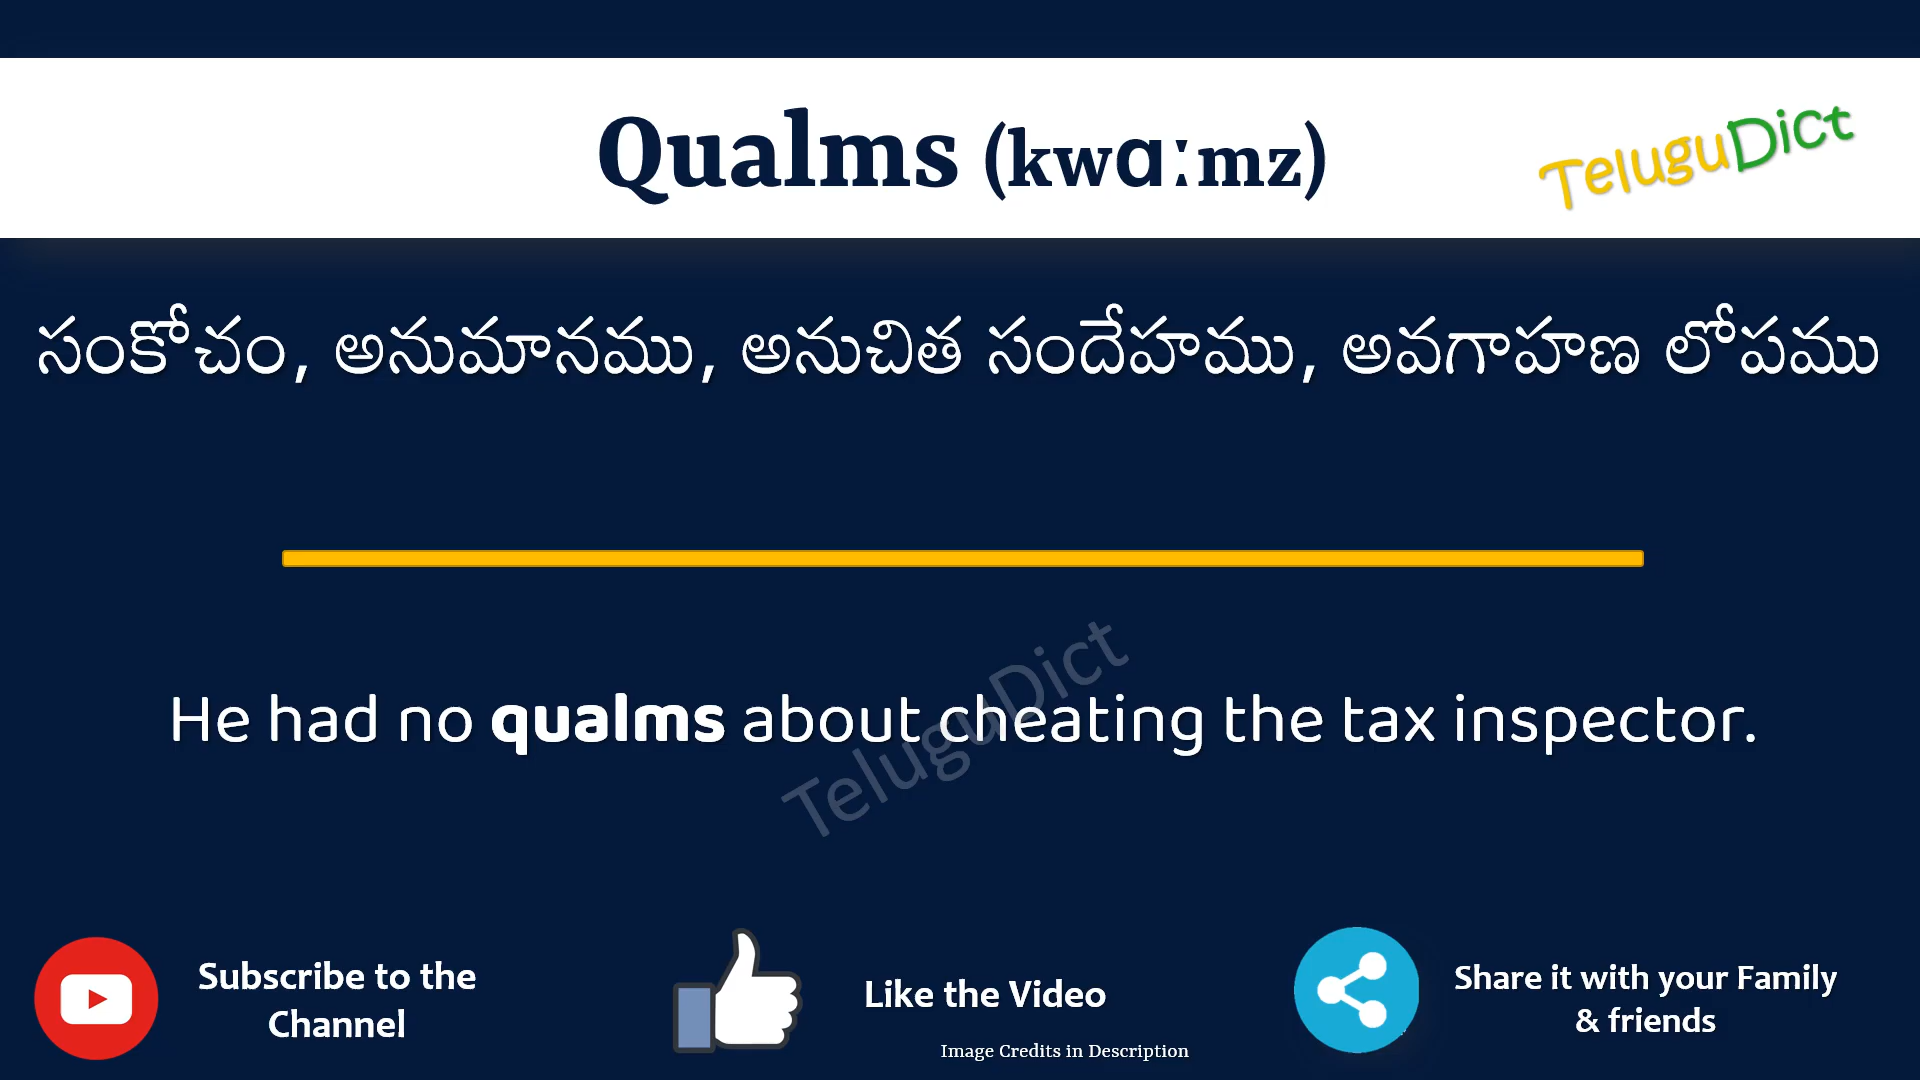 Qualms (kwɑːmz)
TeluguDict
సంకోచం, అనుమానము, అనుచిత సందేహము, అవగాహణ లోపము
He had no qualms about cheating the tax inspector.
TeluguDict
Subscribe to the
Channel
Like the Video
Share it with your Family
& friends
Image Credits in Description